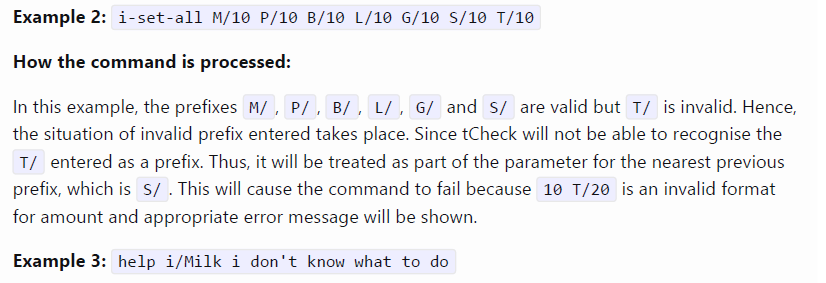 Example 2: i-set-all M/10 P/10 B/10 L/10 G/10 S/10 T/10
How the command is processed:
In this example, the prefixes M/ , P/ , B/ , L/ , G/ and S/ are valid but T/ is invalid. Hence,
the situation of invalid prefix entered takes place. Since tCheck will not be able to recognise the
T/ entered as a prefix. Thus, it will be treated as part of the parameter for the nearest previous
prefix, which is S/ . This will cause the command to fail because 10 T/20 is an invalid format
for amount and appropriate error message will be shown.
Example 3: help i/Milk i don't know what to do